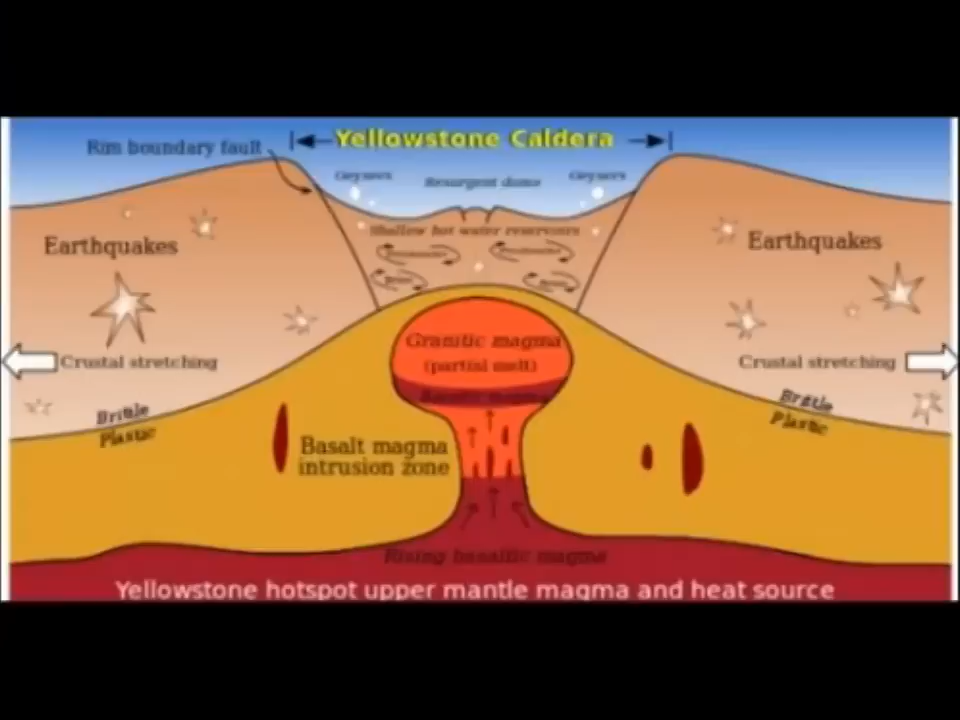 Yellowstone Caldera
Rim boundary fault
Geysers
Resurgent dome
Geysers
Shallow hot water reservoirs
Earthquakes
Earthquakes
Granitic magma
(partial melt)
Basaltic magma
Crustal stretching
Crustal stretching
Brittle
Plastic
Brittle
Plastic
Basalt magma
intrusion zone
Rising basaltic magma
Yellowstone hotspot upper mantle magma and heat source